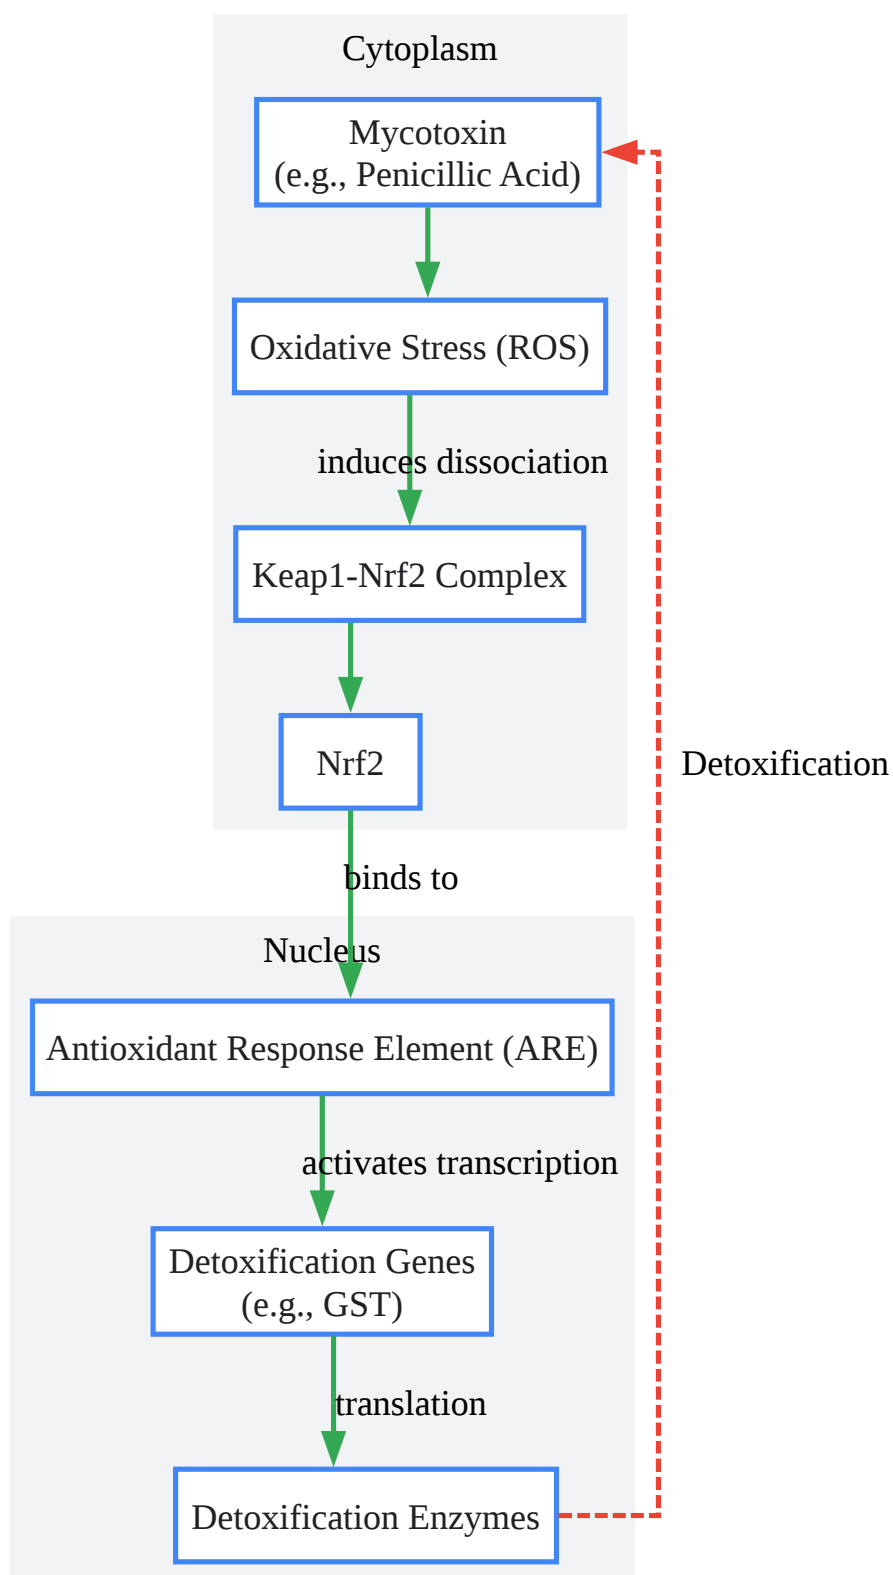 Cytoplasm
Mycotoxin
(e.g., Penicillic Acid)
Oxidative Stress (ROS)
induces dissociation
Keap1-Nrf2 Complex
Nrf2
Detoxification
binds to
Nucleus
Antioxidant Response Element (ARE)
activates transcription
Detoxification Genes
(e.g., GST)
translation
Detoxification Enzymes